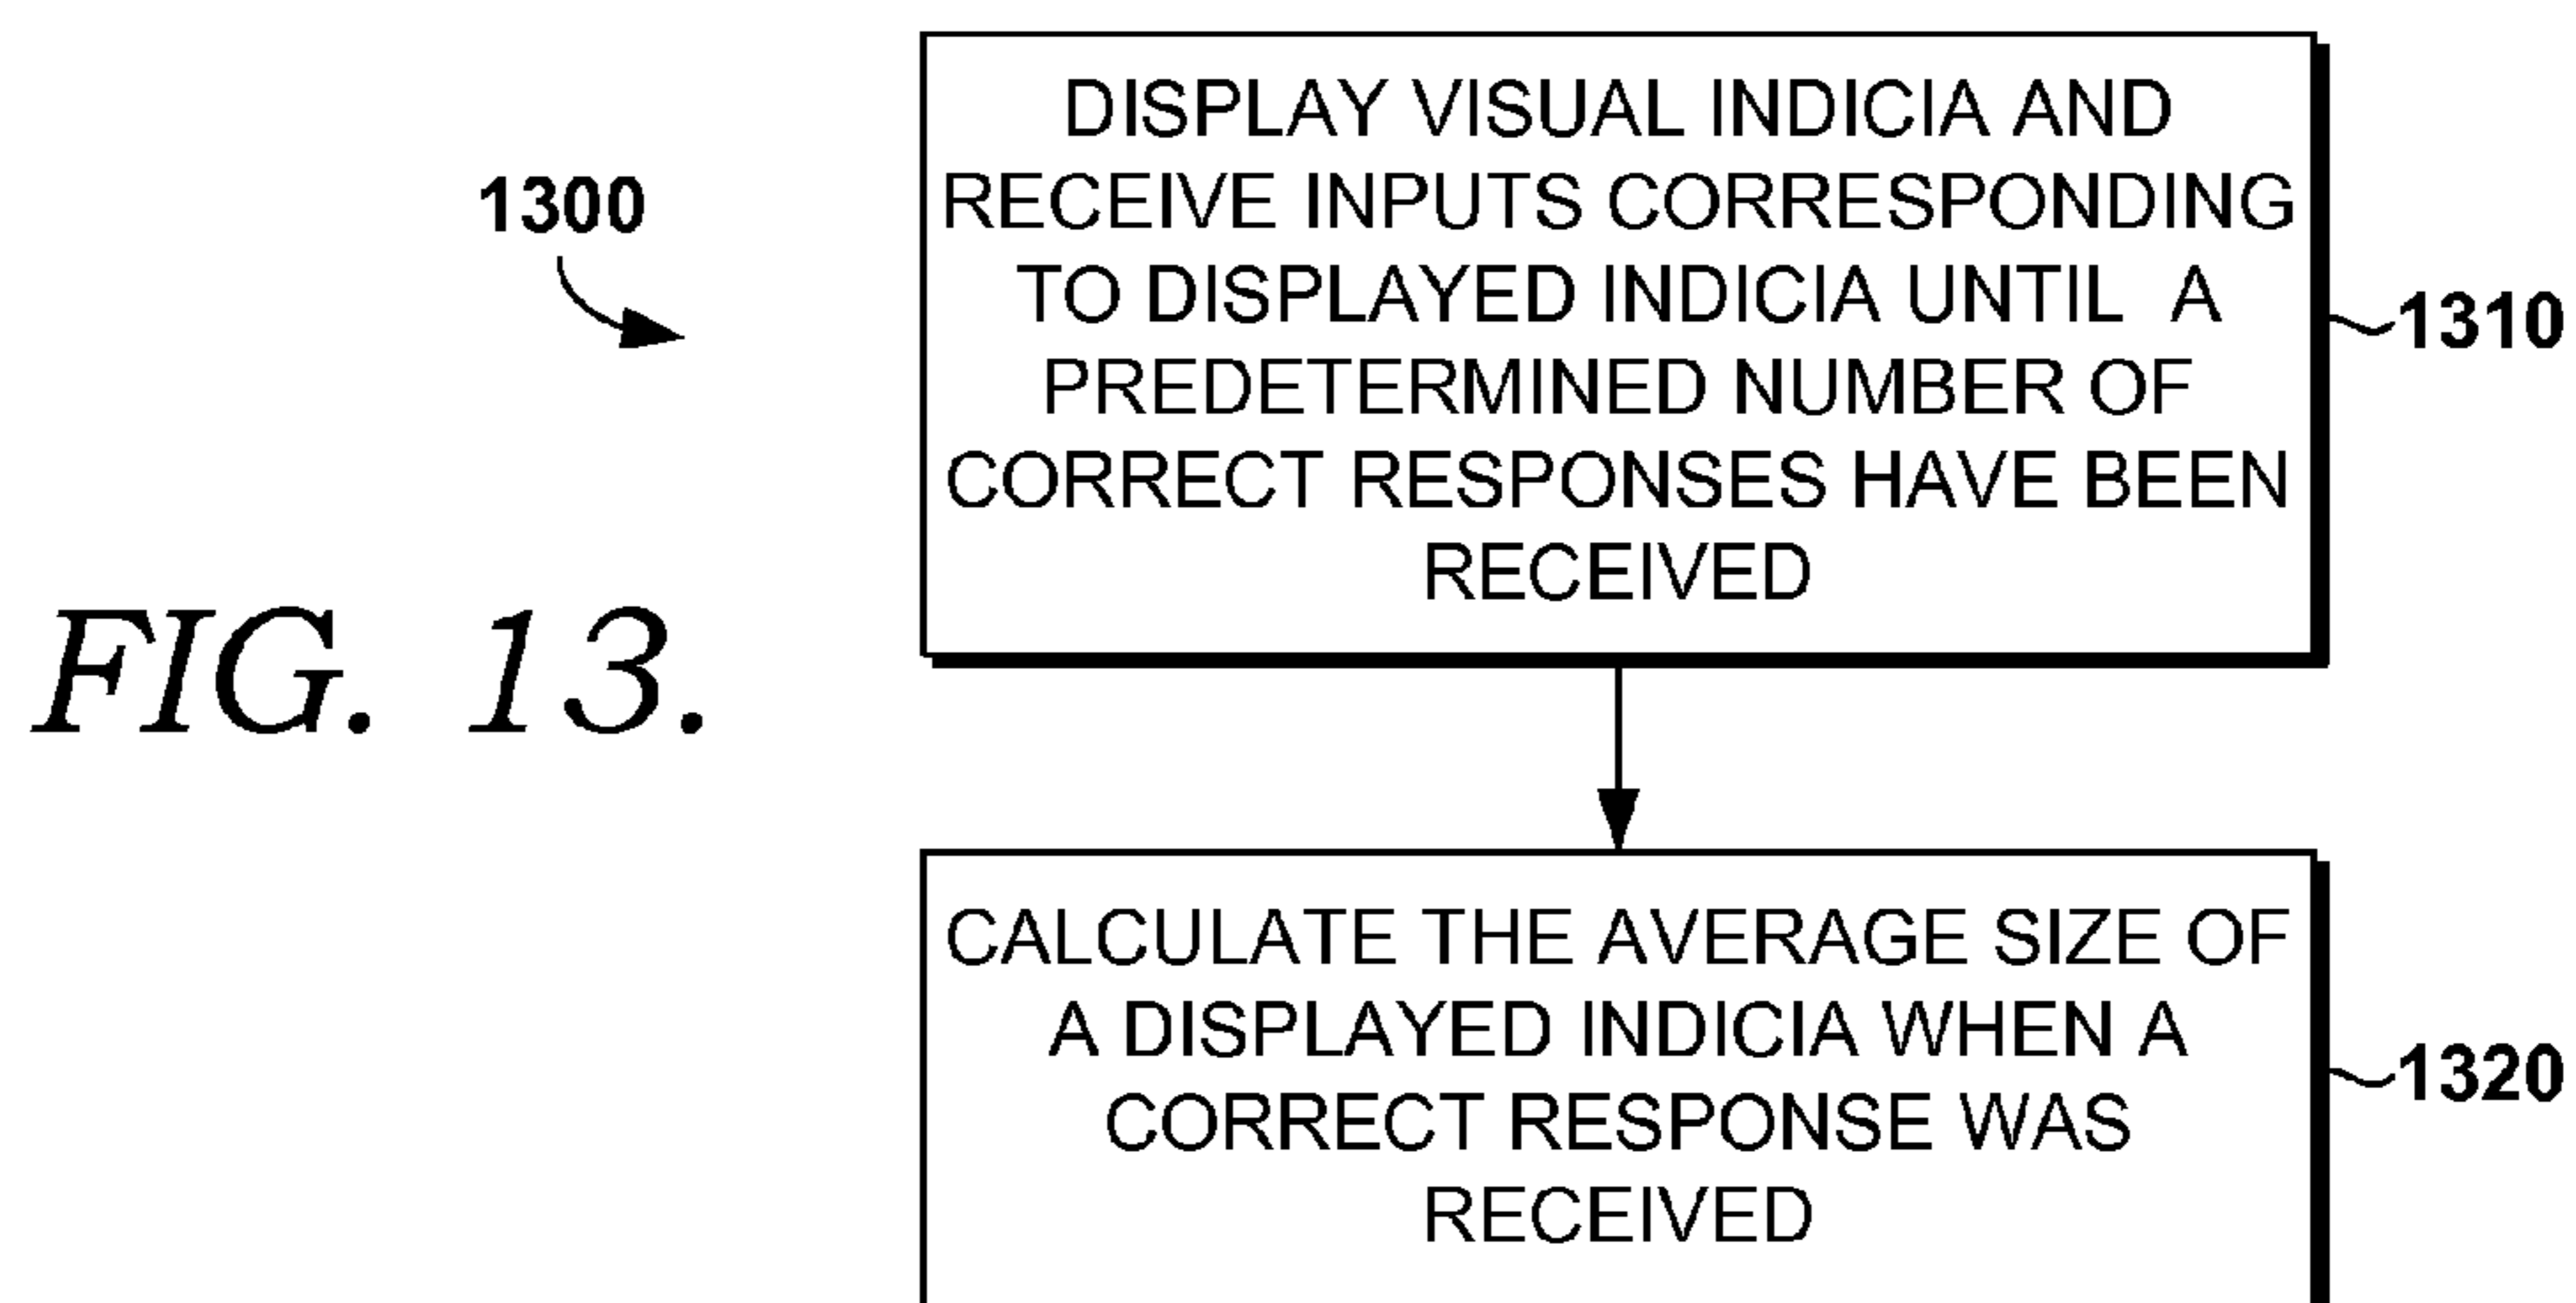 DISPLAY VISUAL INDICIA AND
RECEIVE INPUTS CORRESPONDING
TO DISPLAYED INDICIA UNTIL A
PREDETERMINED NUMBER OF
CORRECT RESPONSES HAVE BEEN
RECEIVED
1300
1310
FIG. 13.
CALCULATE THE AVERAGE SIZE OF
A DISPLAYED INDICIA WHEN A
CORRECT RESPONSE WAS
RECEIVED
1320